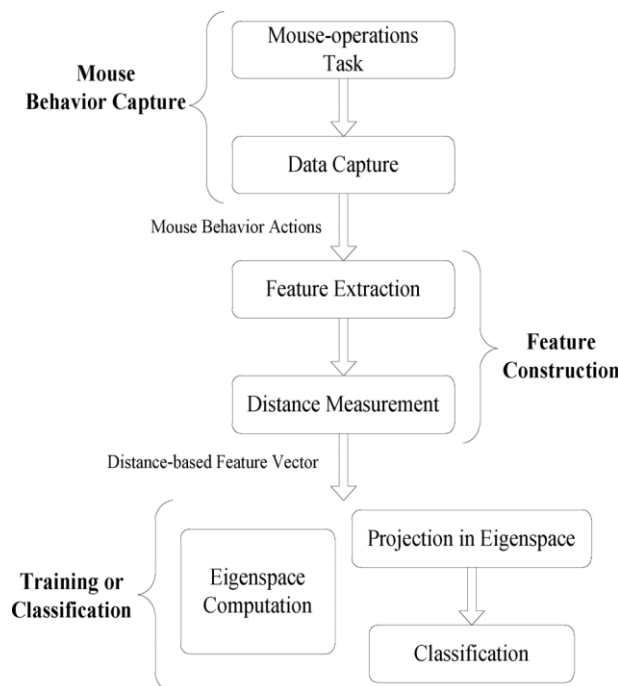 Mouse-operations
Task
Mouse
Behavior Capture
Data Capture
Mouse Behavior Actions
Feature Extraction
Feature
Construction
Distance Measurement
Distance-based Feature Vector
Projection in Eigenspace
Eigenspace
Computation
Training or
Classification
Classification